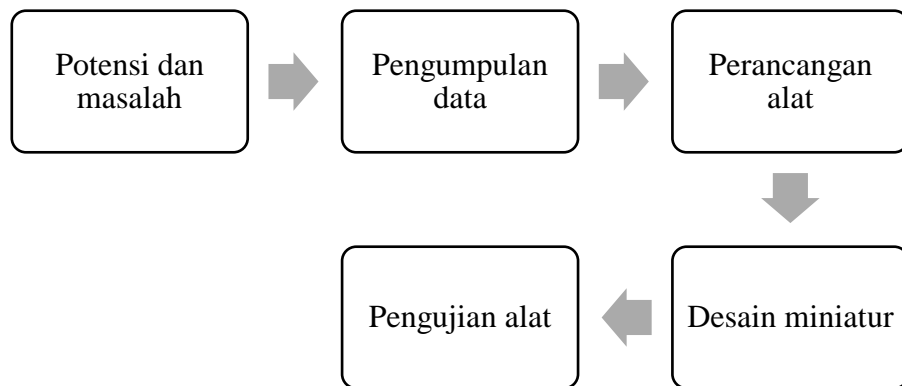 Potensi dan
masalah
Pengumpulan
data
Perancangan
alat
Desain miniatur
Pengujian alat